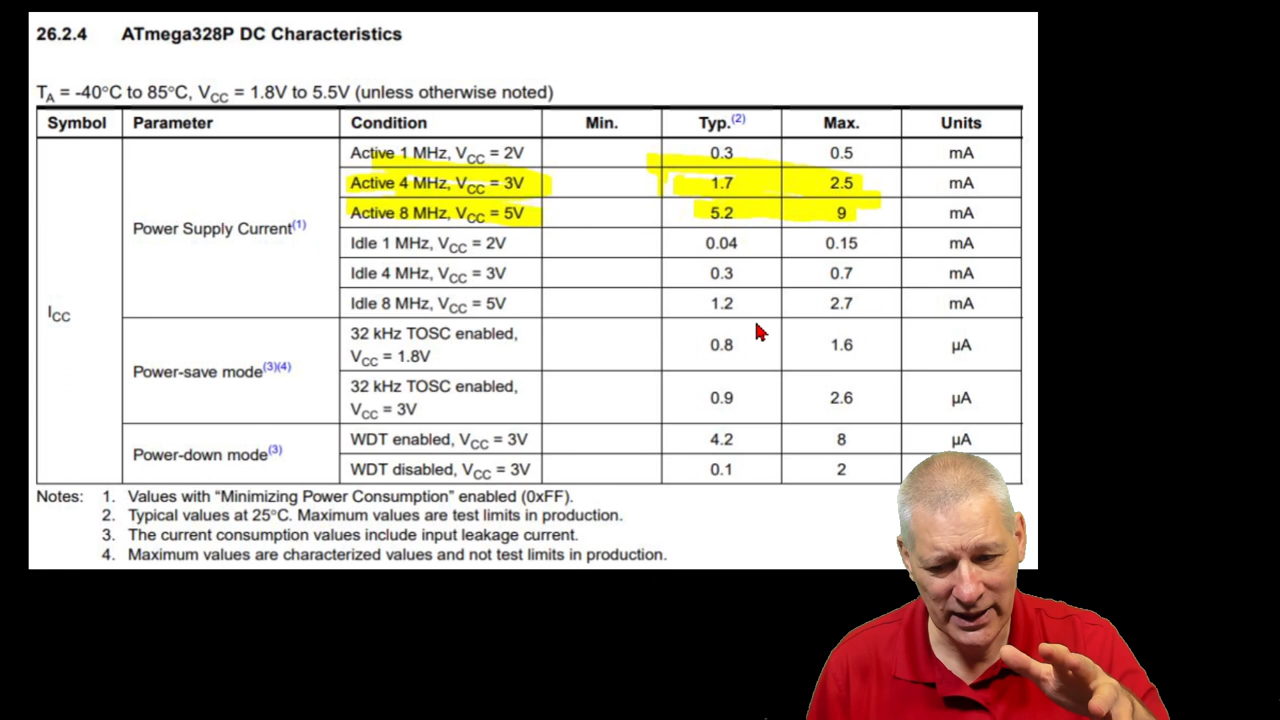 26.2.4 ATmega328P DC Characteristics
TA = -40°C to 85°C, VCC = 1.8V to 5.5V (unless otherwise noted)
Symbol Parameter Condition Min. Typ.(2) Max. Units
ICC
Power Supply Current(1)
Active 1 MHz, VCC = 2V 0.3 0.5 mA
Active 4 MHz, VCC = 3V 1.7 2.5 mA
Active 8 MHz, VCC = 5V 5.2 9 mA
Idle 1 MHz, VCC = 2V 0.04 0.15 mA
Idle 4 MHz, VCC = 3V 0.3 0.7 mA
Idle 8 MHz, VCC = 5V 1.2 2.7 mA
Power-save mode(3)(4)
32 kHz TOSC enabled,
VCC = 1.8V 0.8 1.6 µA
32 kHz TOSC enabled,
VCC = 3V 0.9 2.6 µA
Power-down mode(3)
WDT enabled, VCC = 3V 4.2 8 µA
WDT disabled, VCC = 3V 0.1 2
Notes: 1. Values with “Minimizing Power Consumption” enabled (0xFF).
2. Typical values at 25°C. Maximum values are test limits in production.
3. The current consumption values include input leakage current.
4. Maximum values are characterized values and not test limits in production.